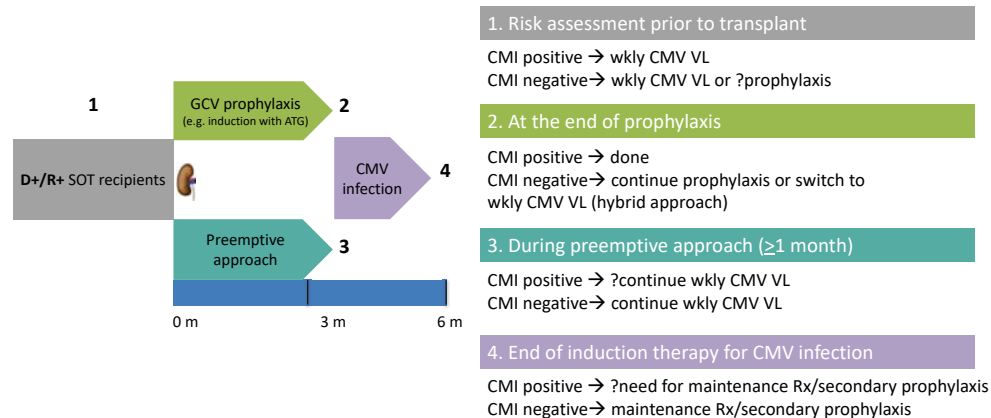 1
D+/R+ SOT recipients
GCV prophylaxis
(e.g. induction with ATG)
2
CMV
infection
4
Preemptive
approach
3
0 m
3 m
6 m
1. Risk assessment prior to transplant
CMI positive → wkly CMV VL
CMI negative→ wkly CMV VL or ?prophylaxis
2. At the end of prophylaxis
CMI positive → done
CMI negative→ continue prophylaxis or switch to
wkly CMV VL (hybrid approach)
3. During preemptive approach (≥1 month)
CMI positive → ?continue wkly CMV VL
CMI negative→ continue wkly CMV VL
4. End of induction therapy for CMV infection
CMI positive → ?need for maintenance Rx/secondary prophylaxis
CMI negative→ maintenance Rx/secondary prophylaxis